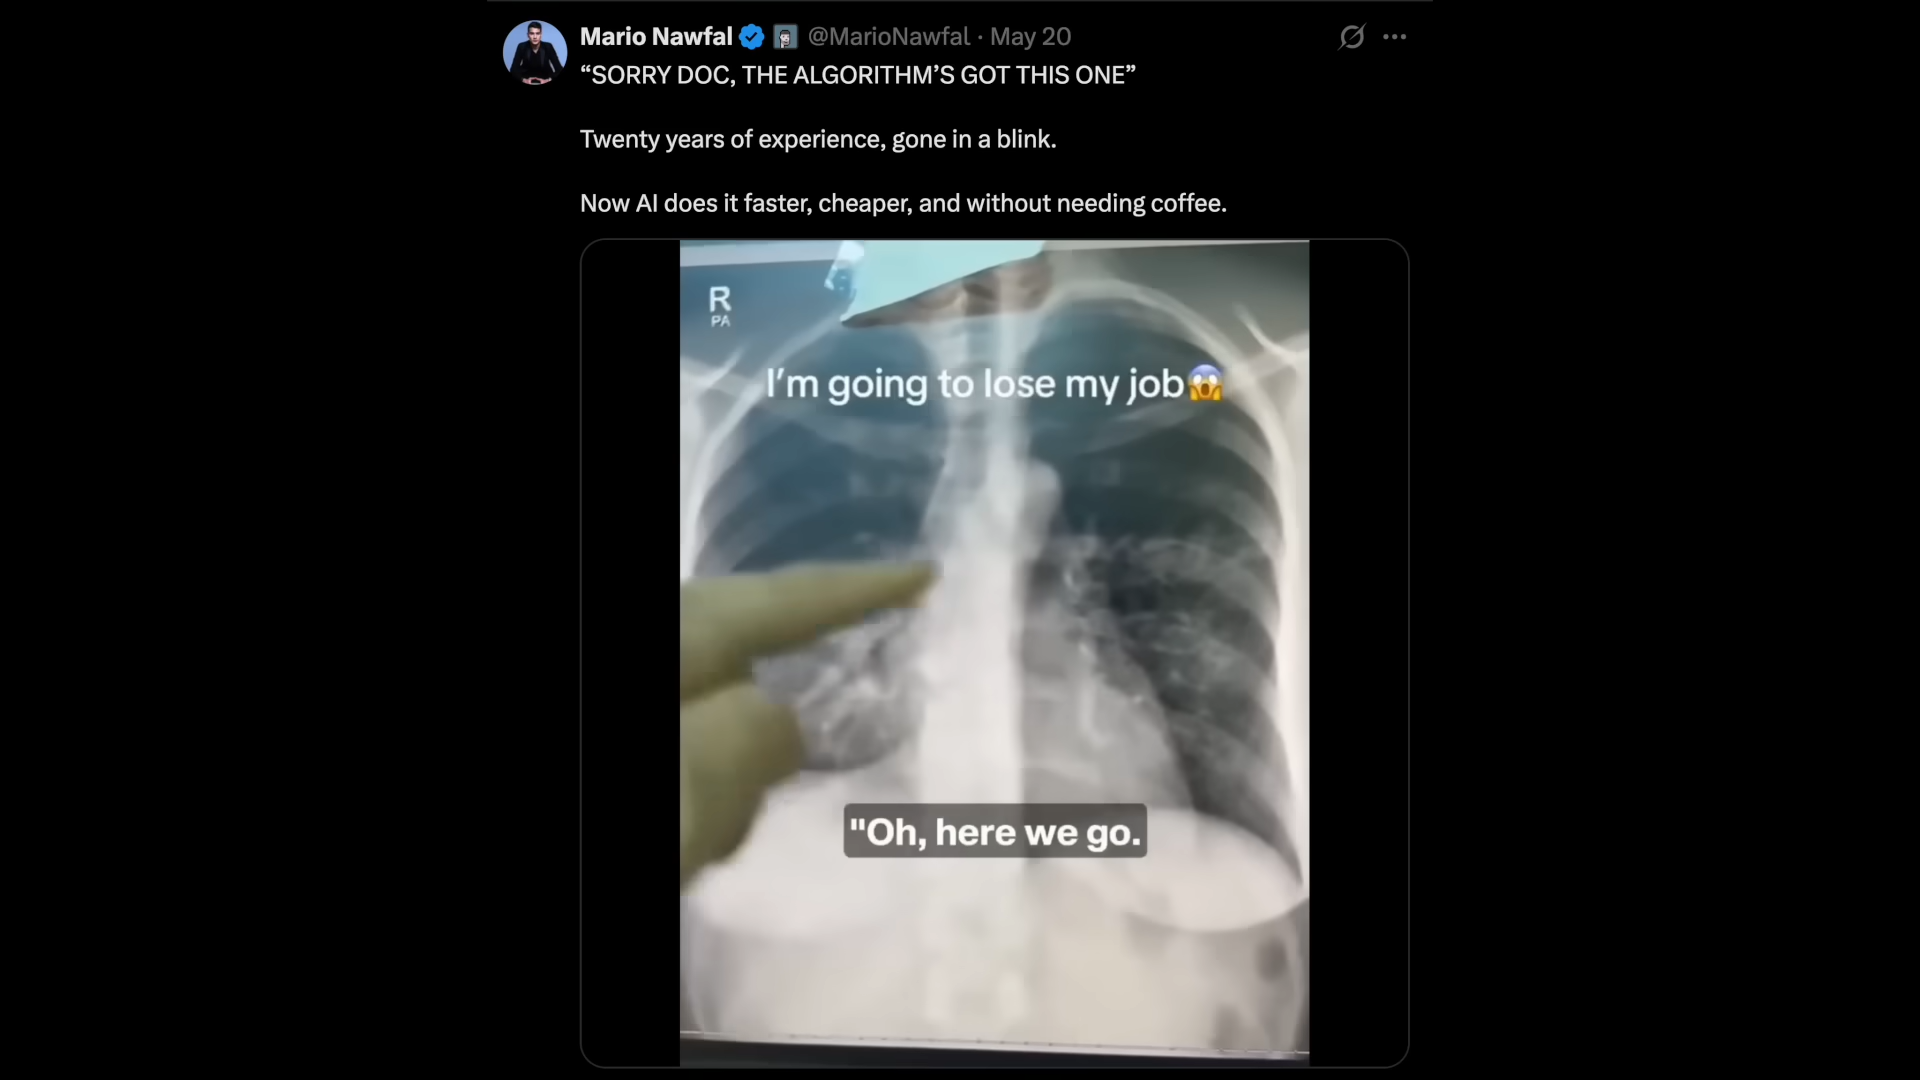 Mario Nawfal @MarioNawfal · May 20
“SORRY DOC, THE ALGORITHM’S GOT THIS ONE”
Twenty years of experience, gone in a blink.
Now AI does it faster, cheaper, and without needing coffee.
R
PA
I’m going to lose my job😱
"Oh, here we go.